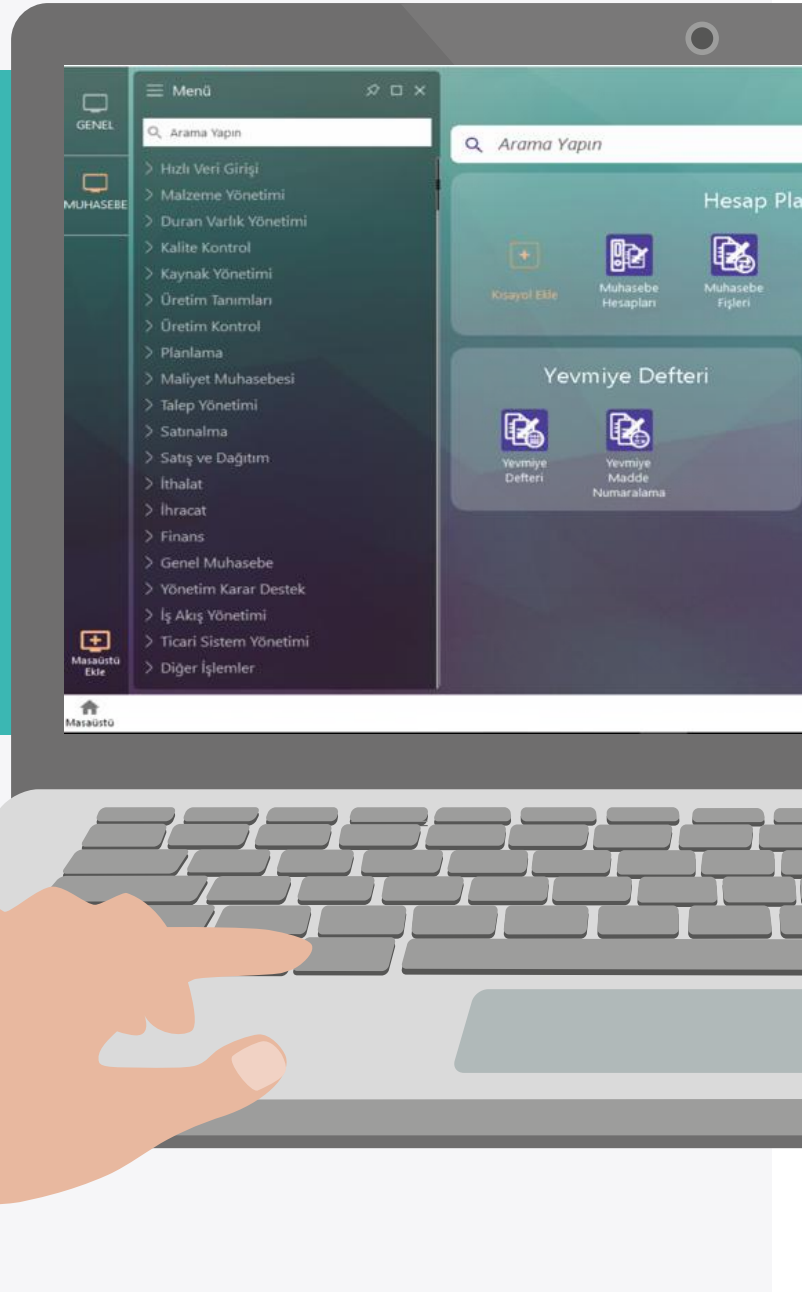 GENEL
MUHASEBE
Masaüstü
Ekle
Masaüstü
Menü
Arama Yapın
Hızlı Veri Girişi
Malzeme Yönetimi
Duran Varlık Yönetimi
Kalite Kontrol
Kaynak Yönetimi
Üretim Tanımları
Üretim Kontrol
Planlama
Maliyet Muhasebesi
Talep Yönetimi
Satınalma
Satış ve Dağıtım
İthalat
İhracat
Finans
Genel Muhasebe
Yönetim Karar Destek
İş Akış Yönetimi
Ticari Sistem Yönetimi
Diğer İşlemler
Arama Yapın
Hesap Pla
Kısayol Ekle
Muhasebe
Hesapları
Muhasebe
Fişleri
Yevmiye Defteri
Yevmiye
Defteri
Yevmiye
Madde
Numaralama